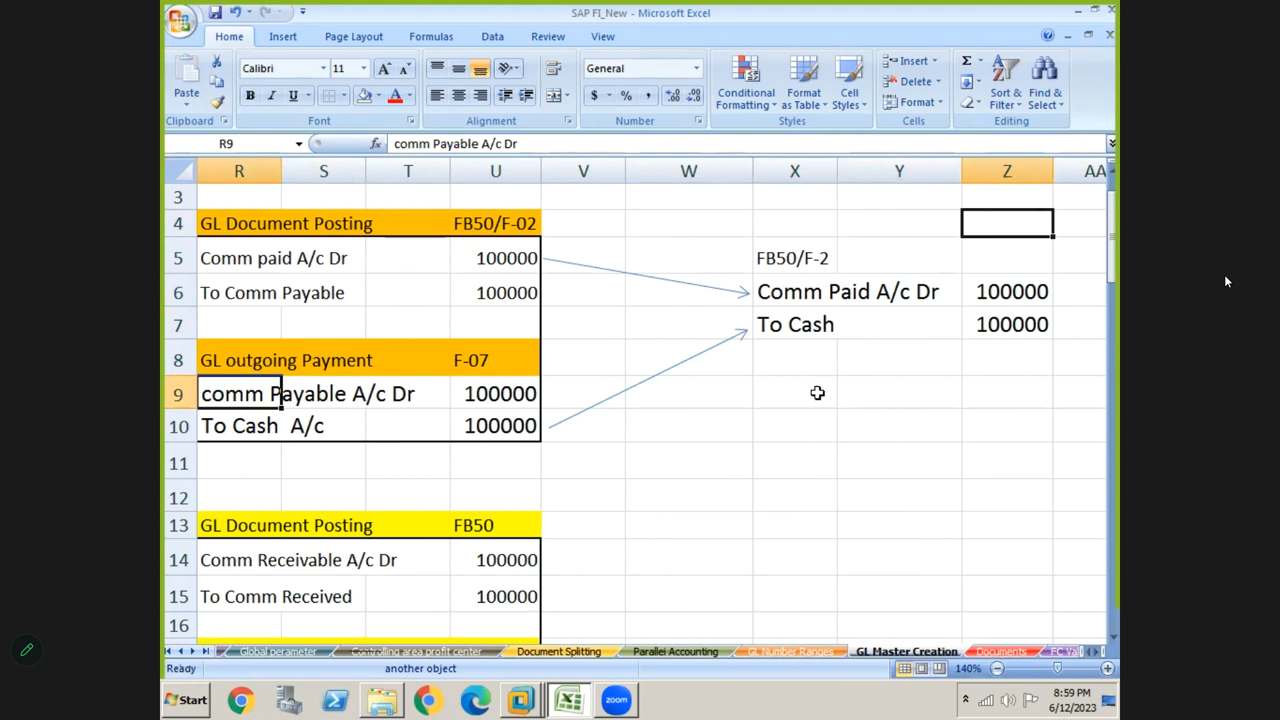 SAP FI_New - Microsoft Excel
Home Insert Page Layout Formulas Data Review View
Paste
Calibri 11 A A
B I U A
General
$ % ,
Conditional Formatting
Format as Table
Cell Styles
Insert
Delete
Format
Σ
Sort & Filter
Find & Select
Clipboard Font Alignment Number Styles Cells Editing
R9 fx comm Payable A/c Dr
R S T U V W X Y Z AA
3
4 GL Document Posting FB50/F-02
5 Comm paid A/c Dr 100000 FB50/F-2
6 To Comm Payable 100000 Comm Paid A/c Dr 100000
7 To Cash 100000
8 GL outgoing Payment F-07
9 comm Payable A/c Dr 100000
10 To Cash A/c 100000
11
12
13 GL Document Posting FB50
14 Comm Receivable A/c Dr 100000
15 To Comm Received 100000
16
Global perameter Controlling area profit center Document Splitting Parallel Accounting GL Number Ranges GL Master Creation Documents FC Va
Ready another object 140%
Start zoom 8:59 PM
6/12/2023